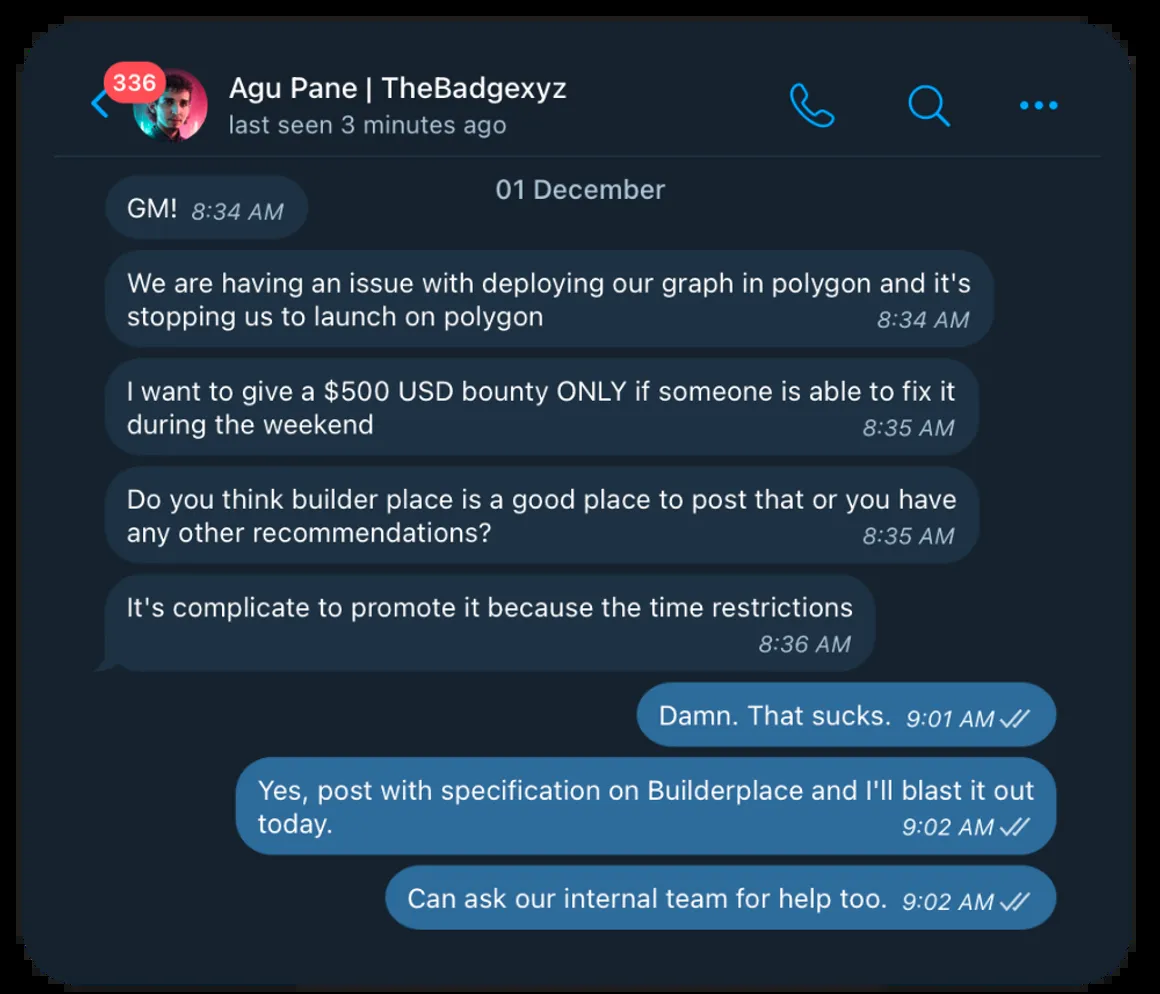 336
Agu Pane | TheBadgexyz
last seen 3 minutes ago
01 December
GM! 8:34 AM
We are having an issue with deploying our graph in polygon and it's
stopping us to launch on polygon 8:34 AM
I want to give a $500 USD bounty ONLY if someone is able to fix it
during the weekend 8:35 AM
Do you think builder place is a good place to post that or you have
any other recommendations? 8:35 AM
It's complicate to promote it because the time restrictions
8:36 AM
Damn. That sucks. 9:01 AM
Yes, post with specification on Builderplace and I'll blast it out
today. 9:02 AM
Can ask our internal team for help too. 9:02 AM